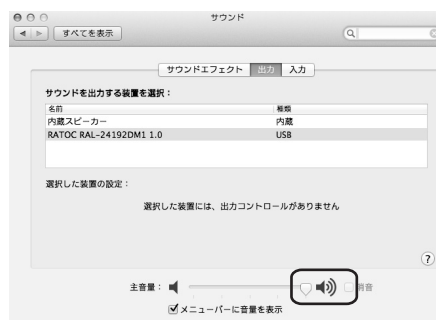 サウンド
すべてを表示
サウンドエフェクト 出力 入力
サウンドを出力する装置を選択：
名前 種類
内蔵スピーカー 内蔵
RATOC RAL-24192DM1 1.0 USB
選択した装置の設定：
選択した装置には、出力コントロールがありません
?
主音量： 消音
メニューバーに音量を表示